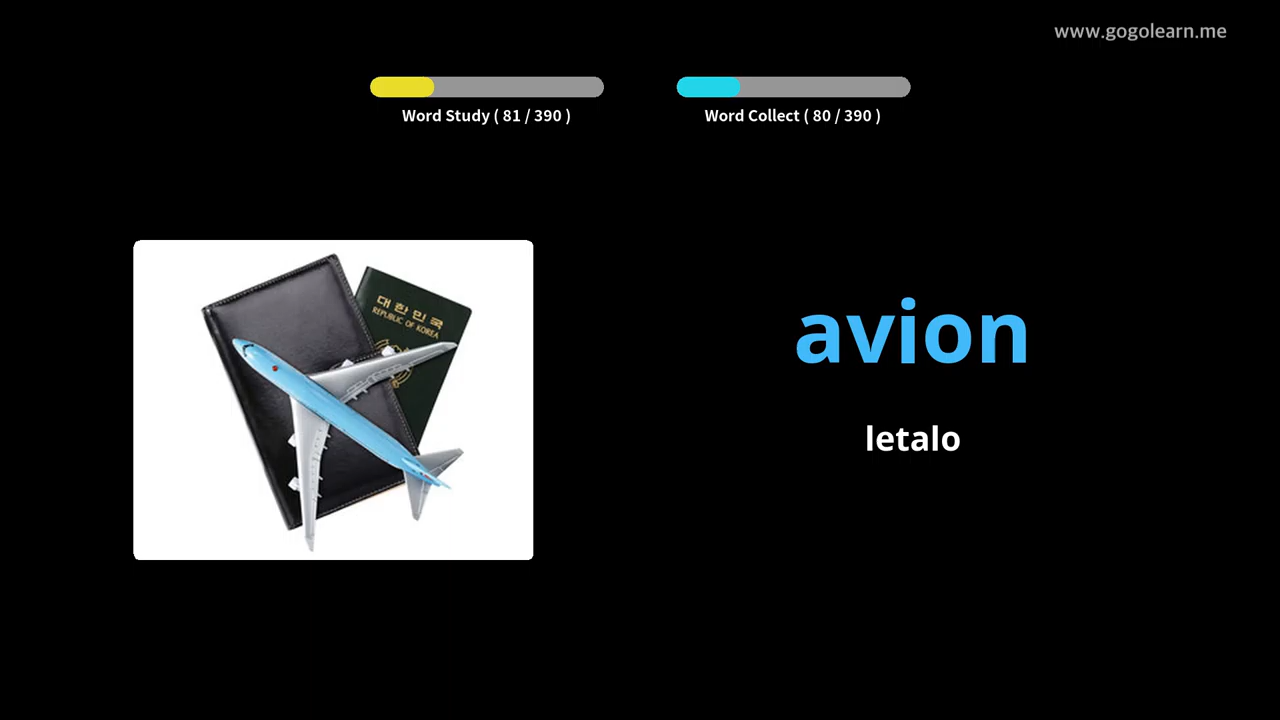 www.gogolearn.me
Word Study ( 81 / 390 )
Word Collect ( 80 / 390 )
대한민국
REPUBLIC OF KOREA
avion
letalo